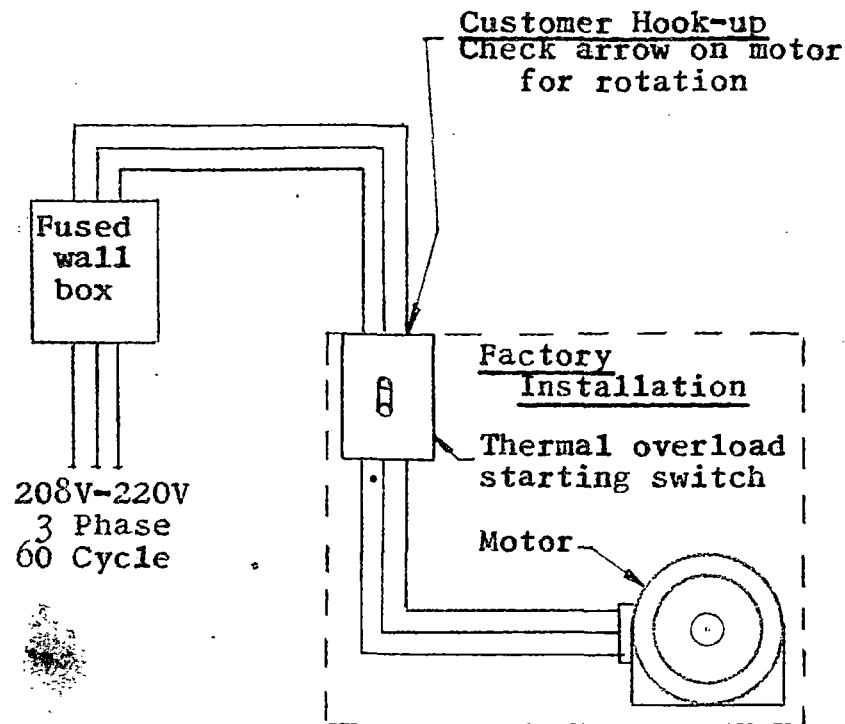 Customer Hook-up
Check arrow on motor
for rotation
Fused
wall
box
Factory
Installation
Thermal overload
starting switch
208V-220V
3 Phase
60 Cycle
Motor